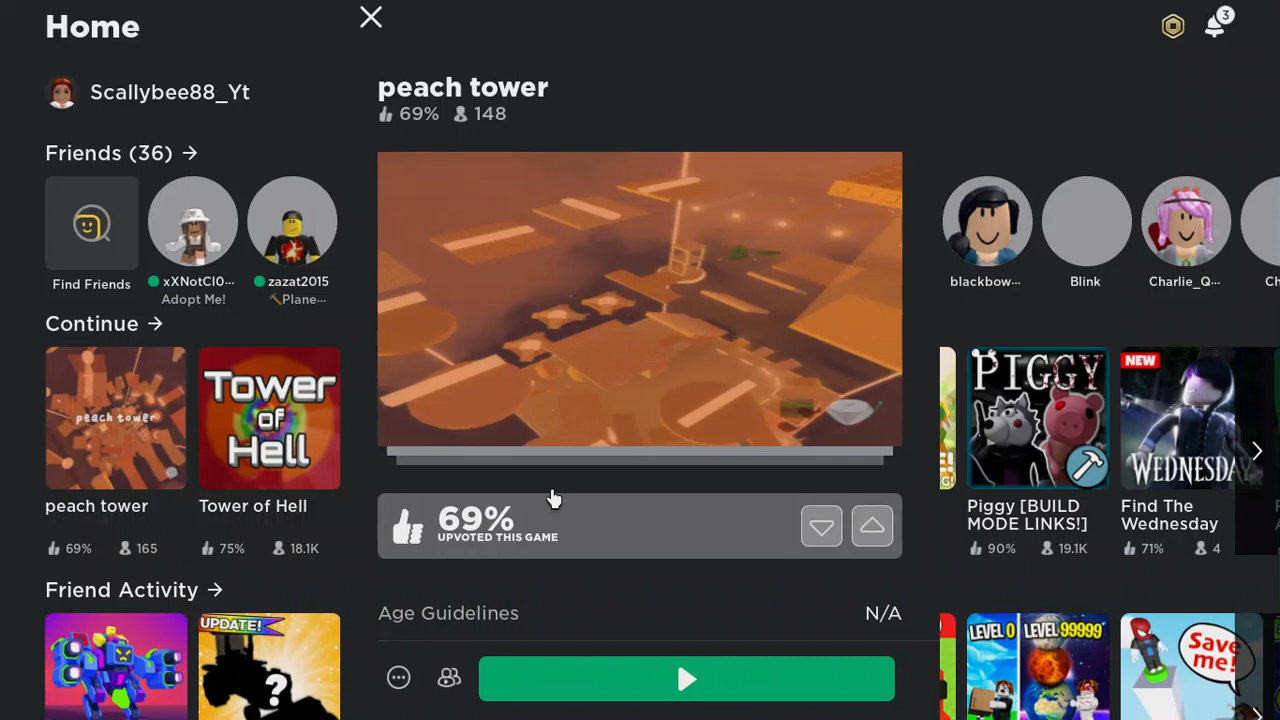 Home
3
Scallybee88_Yt
Friends (36) →
Find Friends
xXNotCl0...
Adopt Me!
zazat2015
Plane...
Continue →
peach tower
peach tower
69% 165
Tower of Hell
Tower of Hell
75% 18.1K
Friend Activity →
UPDATE!
?
peach tower
69% 148
69%
UPVOTED THIS GAME
Age Guidelines N/A
blackbow...
Blink
Charlie_Q...
Ch
PIGGY
Piggy [BUILD
MODE LINKS!]
90% 19.1K
NEW
WEDNESDA
Find The
Wednesday
71% 4
LEVEL 0
LEVEL 99999
Save
me!